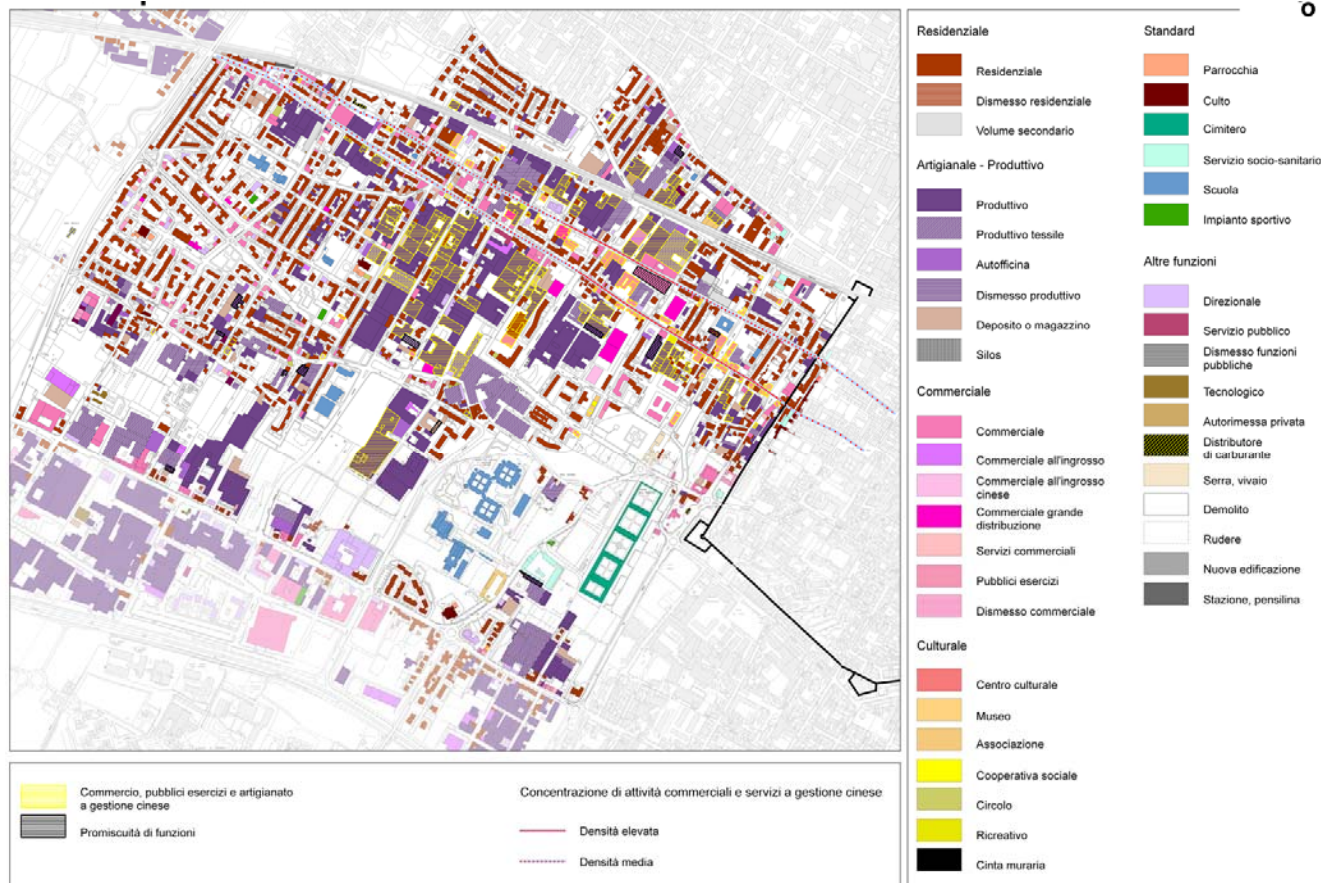 o
Residenziale
Residenziale
Dismesso residenziale
Volume secondario
Artigianale - Produttivo
Produttivo
Produttivo tessile
Autofficina
Dismesso produttivo
Deposito o magazzino
Silos
Commerciale
Commerciale
Commerciale all'ingrosso
Commerciale all'ingrosso
cinese
Commerciale grande
distribuzione
Servizi commerciali
Pubblici esercizi
Dismesso commerciale
Culturale
Centro culturale
Museo
Associazione
Cooperativa sociale
Circolo
Ricreativo
Cinta muraria
Standard
Parrocchia
Culto
Cimitero
Servizio socio-sanitario
Scuola
Impianto sportivo
Altre funzioni
Direzionale
Servizio pubblico
Dismesso funzioni
pubbliche
Tecnologico
Autorimessa privata
Distributore
di carburante
Serra, vivaio
Demolito
Rudere
Nuova edificazione
Stazione, pensilina
Commercio, pubblici esercizi e artigianato
a gestione cinese
Promiscuità di funzioni
Concentrazione di attività commerciali e servizi a gestione cinese
Densità elevata
Densità media